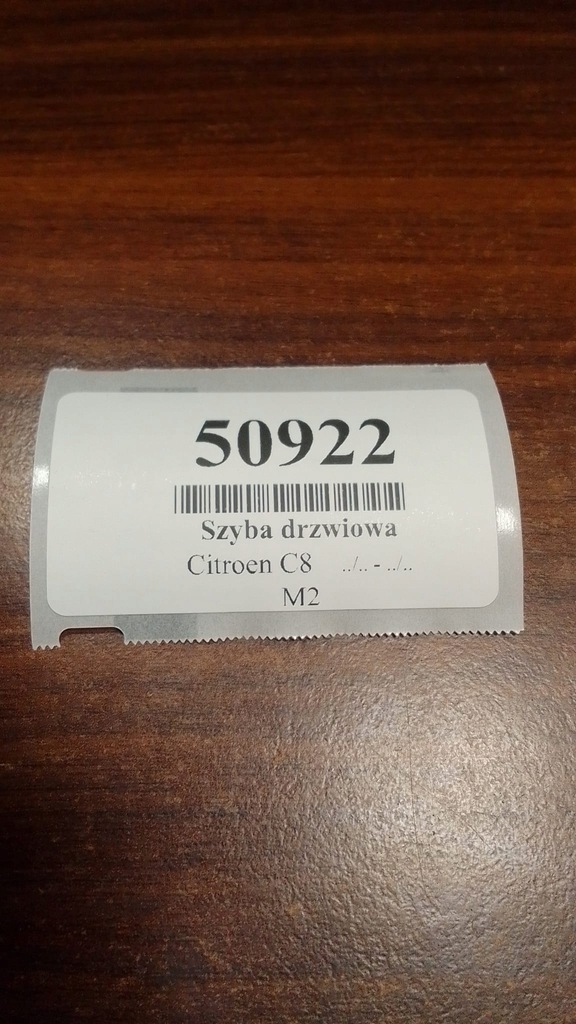 50922
Szyba drzwiowa
Citroen C8 ../.. - ../..
M2